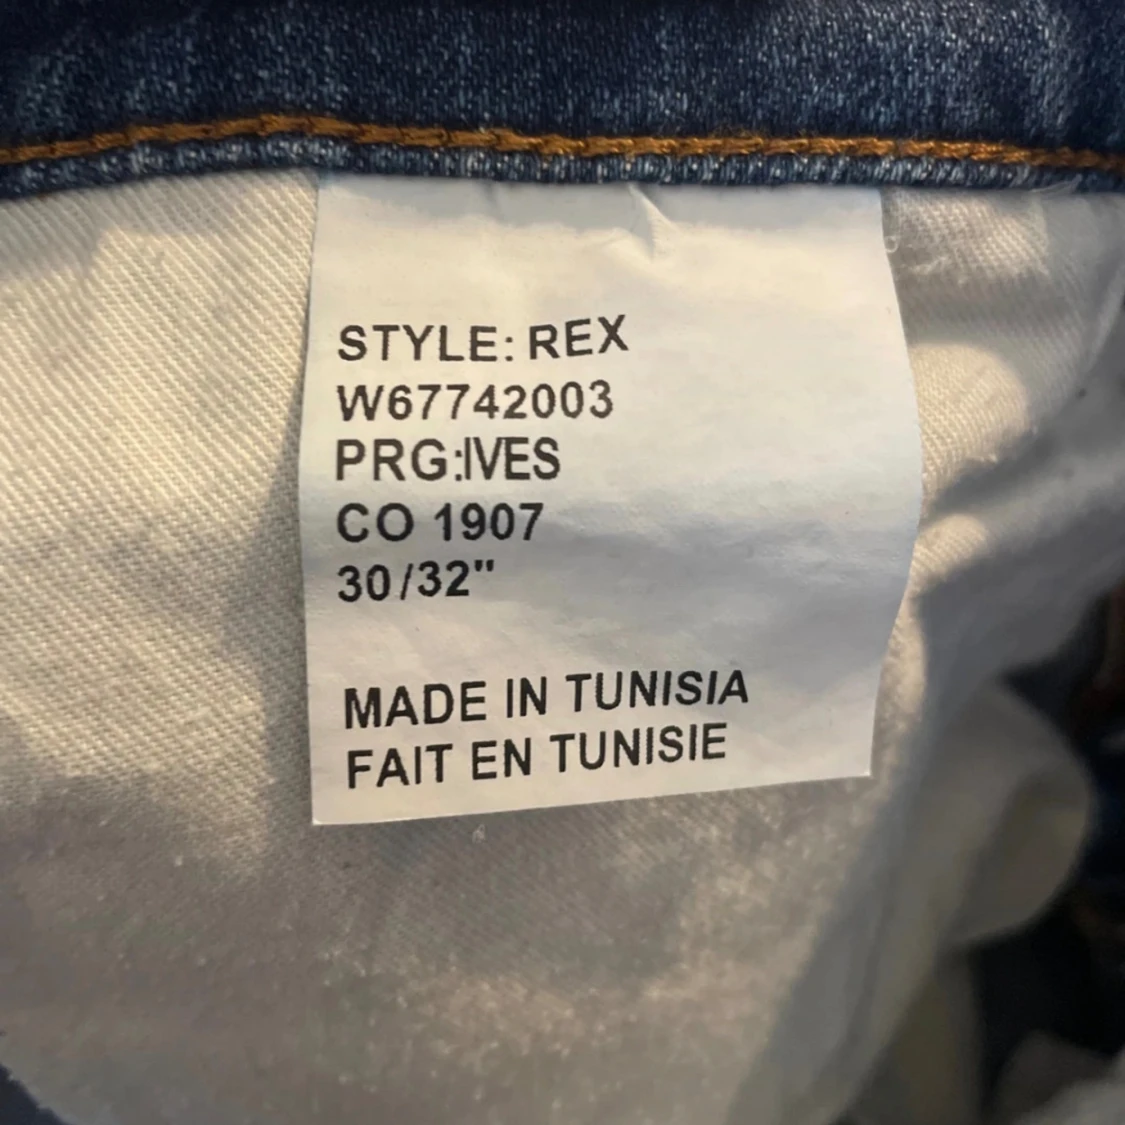 STYLE: REX
W67742003
PRG:IVES
CO 1907
30/32"
MADE IN TUNISIA
FAIT EN TUNISIE